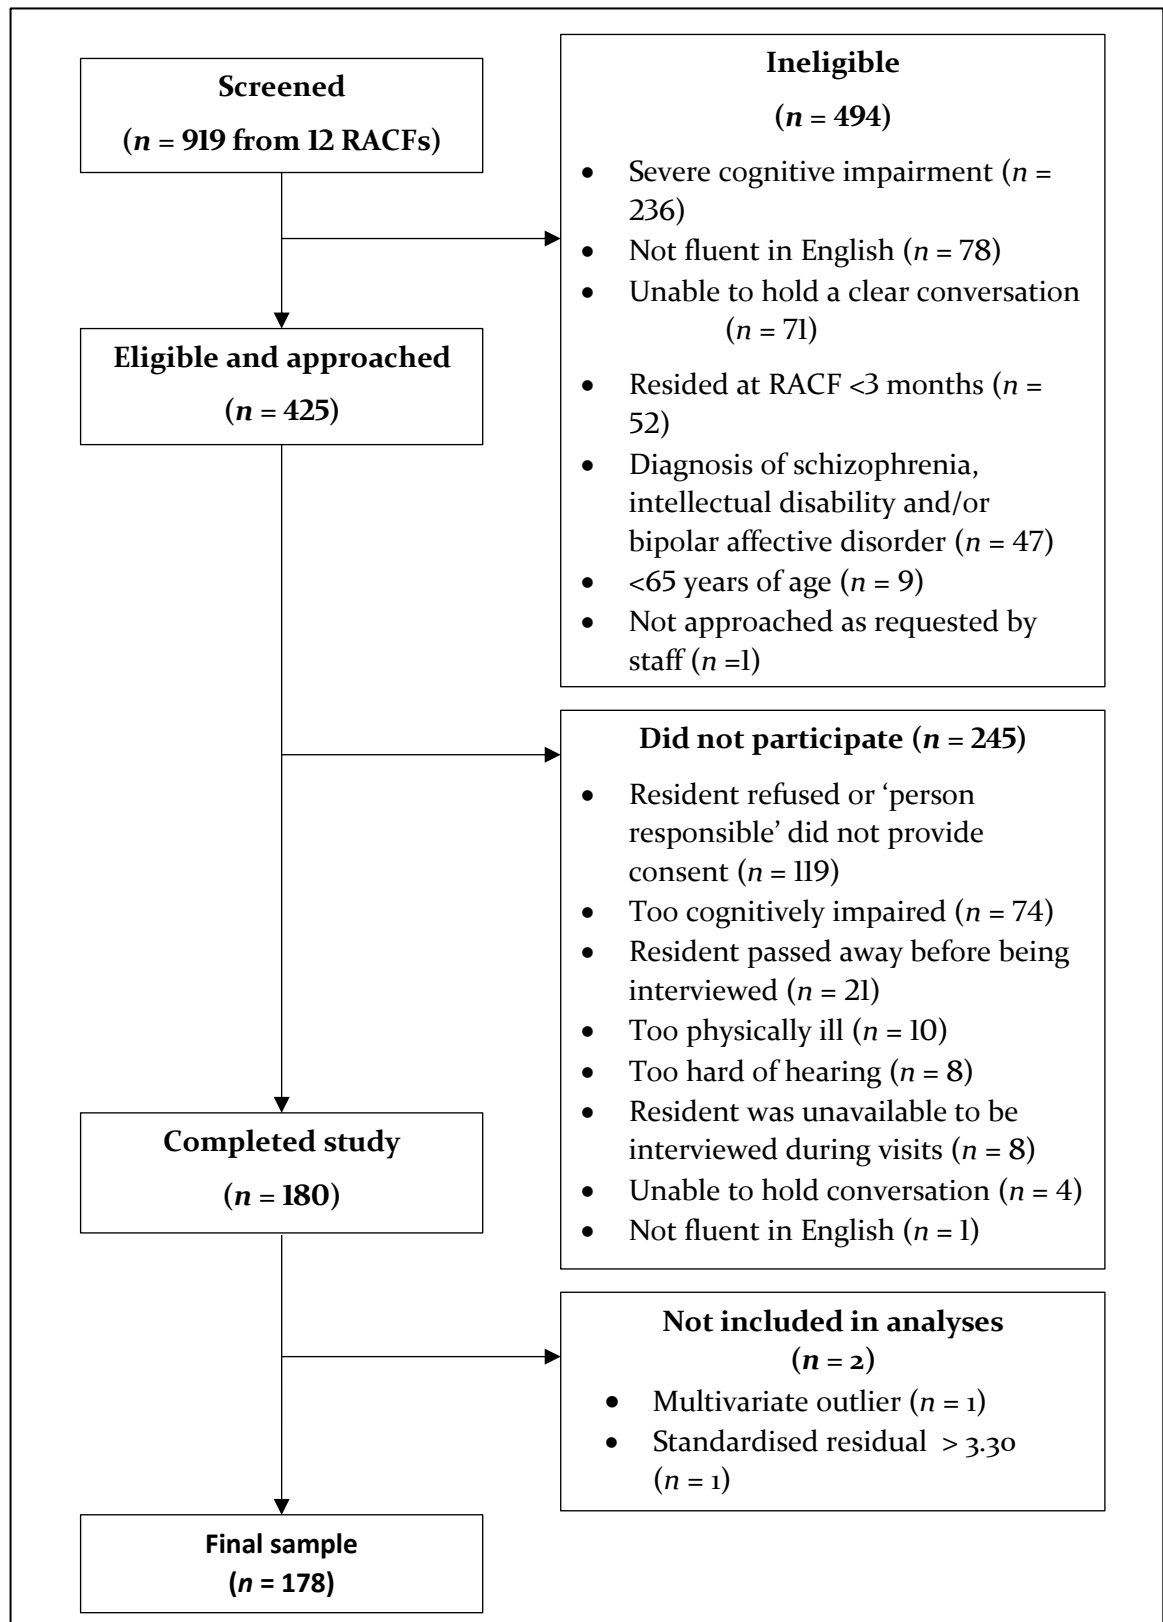 Screened
(n = 919 from 12 RACFs)
Ineligible
(n = 494)
• Severe cognitive impairment (n =
236)
• Not fluent in English (n = 78)
• Unable to hold a clear conversation
(n = 71)
• Resided at RACF <3 months (n =
52)
• Diagnosis of schizophrenia,
intellectual disability and/or
bipolar affective disorder (n = 47)
• <65 years of age (n = 9)
• Not approached as requested by
staff (n =1)
Eligible and approached
(n = 425)
Did not participate (n = 245)
• Resident refused or ‘person
responsible’ did not provide
consent (n = 119)
• Too cognitively impaired (n = 74)
• Resident passed away before being
interviewed (n = 21)
• Too physically ill (n = 10)
• Too hard of hearing (n = 8)
• Resident was unavailable to be
interviewed during visits (n = 8)
• Unable to hold conversation (n = 4)
• Not fluent in English (n = 1)
Completed study
(n = 180)
Not included in analyses
(n = 2)
• Multivariate outlier (n = 1)
• Standardised residual > 3.30
(n = 1)
Final sample
(n = 178)